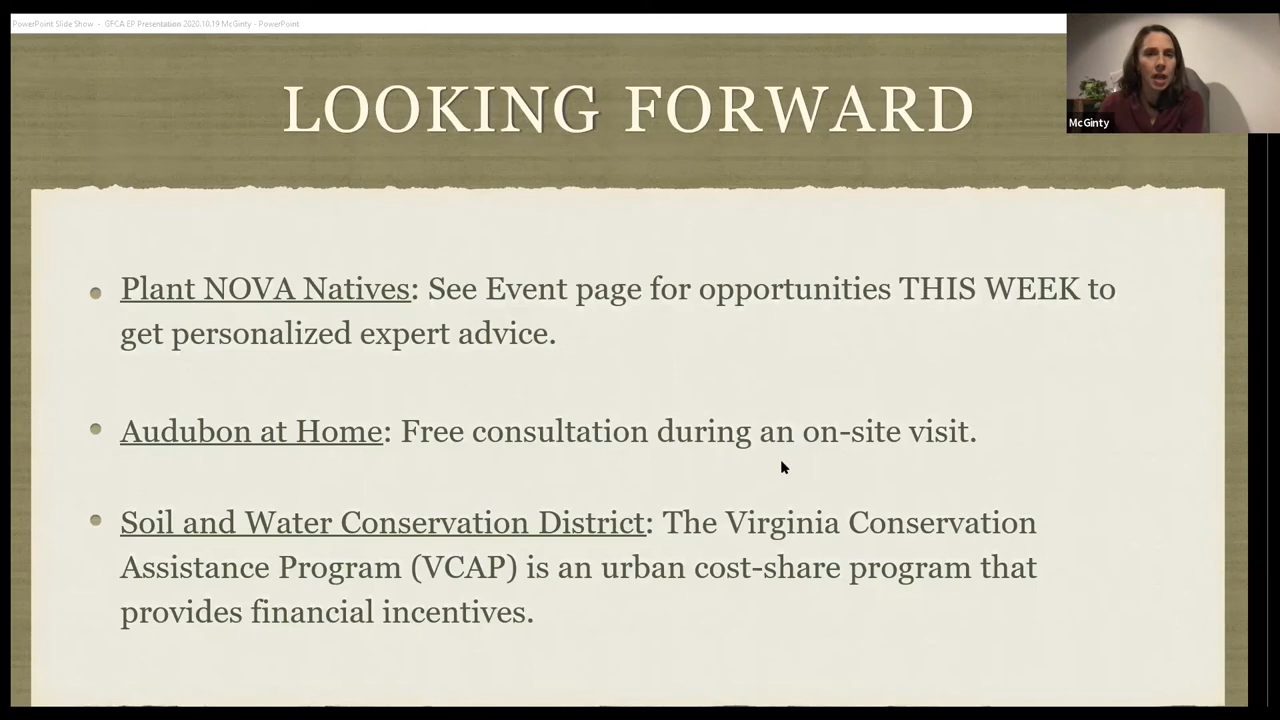 PowerPoint Slide Show - GFCA EP Presentation 2020.10.19 McGinty - PowerPoint
LOOKING FORWARD
McGinty
Plant NOVA Natives: See Event page for opportunities THIS WEEK to
get personalized expert advice.
Audubon at Home: Free consultation during an on-site visit.
Soil and Water Conservation District: The Virginia Conservation
Assistance Program (VCAP) is an urban cost-share program that
provides financial incentives.